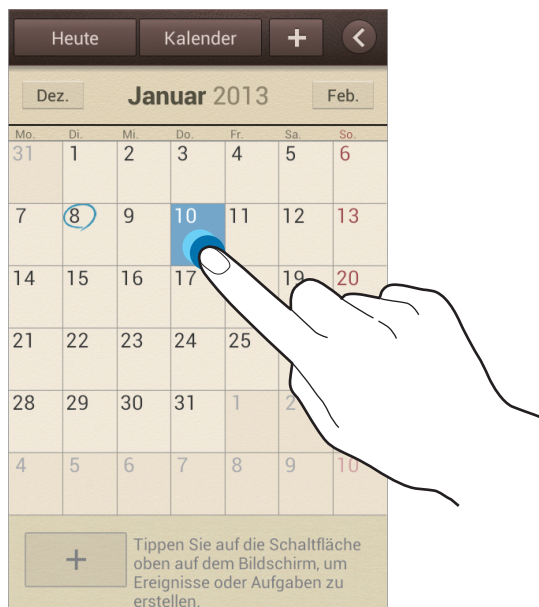 Heute Kalender +
Dez. Januar 2013 Feb.
Mo. Di. Mi. Do. Fr. Sa. So.
31 1 2 3 4 5 6
7 8 9 10 11 12 13
14 15 16 17 19 20
21 22 23 24 25
28 29 30 31 1 2
4 5 6 7 8 9 10
+
Tippen Sie auf die Schaltfläche
oben auf dem Bildschirm, um
Ereignisse oder Aufgaben zu
erstellen.